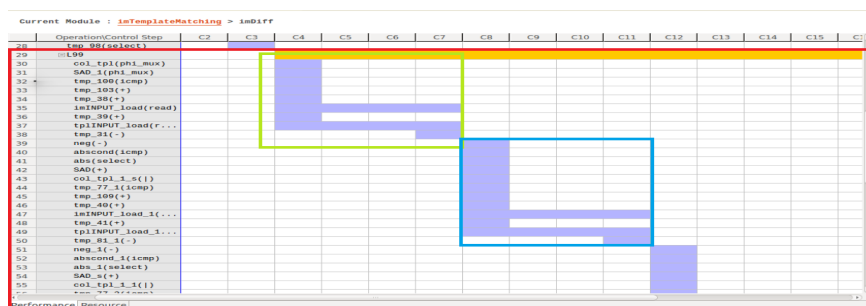 Current Module : imTemplateMatching > imDiff
Operation\Control Step C2 C3 C4 C5 C6 C7 C8 C9 C10 C11 C12 C13 C14 C15
28 tmp_98(select)
29 L99
30 col_tpl(phi_mux)
31 SAD_1(phi_mux)
32 tmp_100(icmp)
33 tmp_103(+)
34 tmp_38(+)
35 imINPUT_load(read)
36 tmp_39(+)
37 tplINPUT_load(r...
38 tmp_31(-)
39 neg(-)
40 abscond(icmp)
41 abs(select)
42 SAD(+)
43 col_tpl_1_s(|)
44 tmp_77_1(icmp)
45 tmp_109(+)
46 tmp_40(+)
47 imINPUT_load_1(...
48 tmp_41(+)
49 tplINPUT_load_1...
50 tmp_81_1(-)
51 neg_1(-)
52 abscond_1(icmp)
53 abs_1(select)
54 SAD_s(+)
55 col_tpl_1_1(|)
Performance Resource